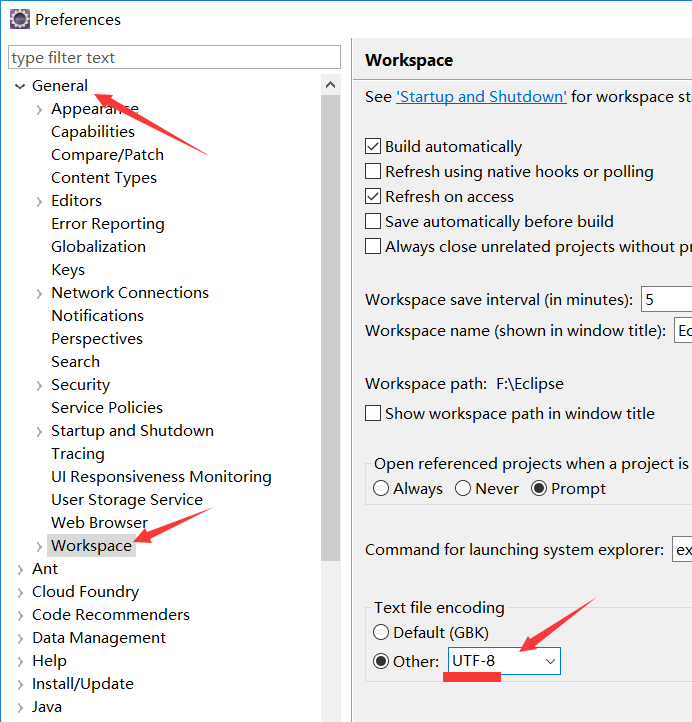 Preferences
type filter text
General
Appearance
Capabilities
Compare/Patch
Content Types
Editors
Error Reporting
Globalization
Keys
Network Connections
Notifications
Perspectives
Search
Security
Service Policies
Startup and Shutdown
Tracing
UI Responsiveness Monitoring
User Storage Service
Web Browser
Workspace
Ant
Cloud Foundry
Code Recommenders
Data Management
Help
Install/Update
Java
Workspace
See 'Startup and Shutdown' for workspace sta
Build automatically
Refresh using native hooks or polling
Refresh on access
Save automatically before build
Always close unrelated projects without pr
Workspace save interval (in minutes): 5
Workspace name (shown in window title): Ec
Workspace path: F:\Eclipse
Show workspace path in window title
Open referenced projects when a project is
Always Never Prompt
Command for launching system explorer: ex
Text file encoding
Default (GBK)
Other: UTF-8